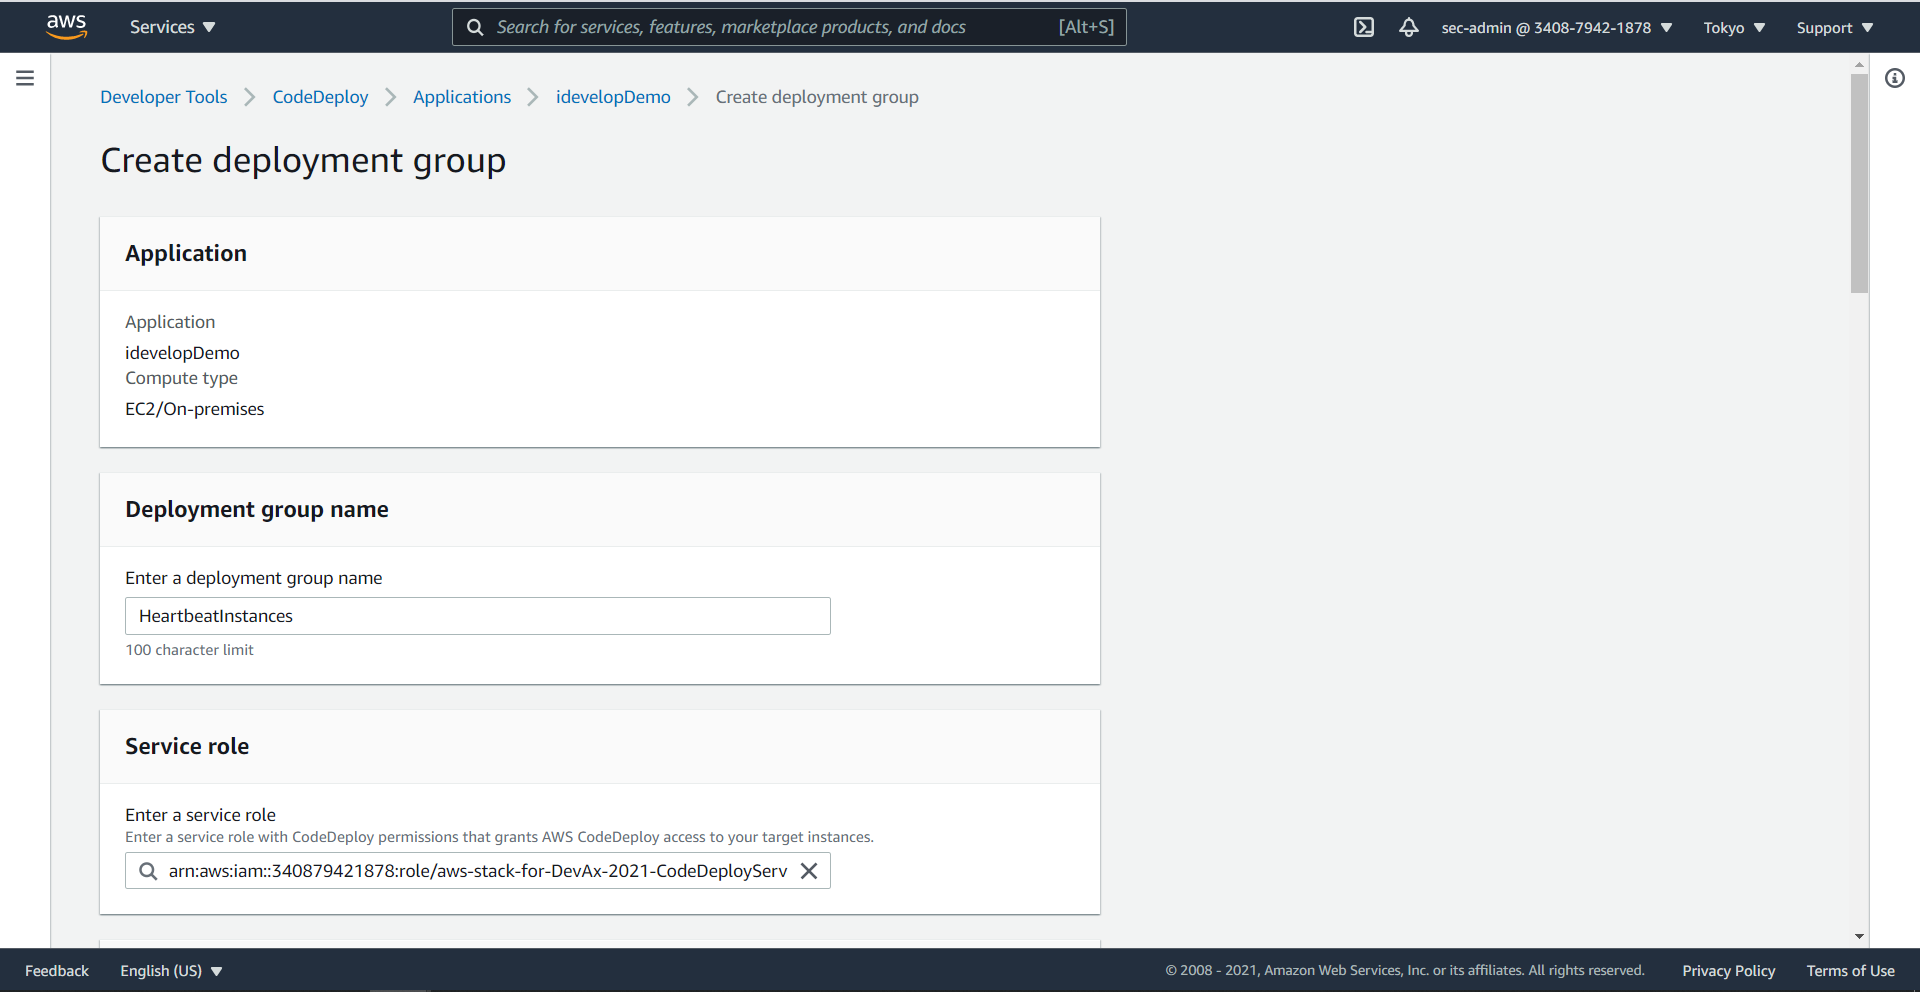 aws
Services
Search for services, features, marketplace products, and docs [Alt+S]
sec-admin @ 3408-7942-1878
Tokyo
Support
Developer Tools
CodeDeploy
Applications
idevelopDemo
Create deployment group
Create deployment group
Application
Application
idevelopDemo
Compute type
EC2/On-premises
Deployment group name
Enter a deployment group name
HeartbeatInstances
100 character limit
Service role
Enter a service role
Enter a service role with CodeDeploy permissions that grants AWS CodeDeploy access to your target instances.
arn:aws:iam::340879421878:role/aws-stack-for-DevAx-2021-CodeDeployServ
Feedback
English (US)
© 2008 - 2021, Amazon Web Services, Inc. or its affiliates. All rights reserved.
Privacy Policy
Terms of Use